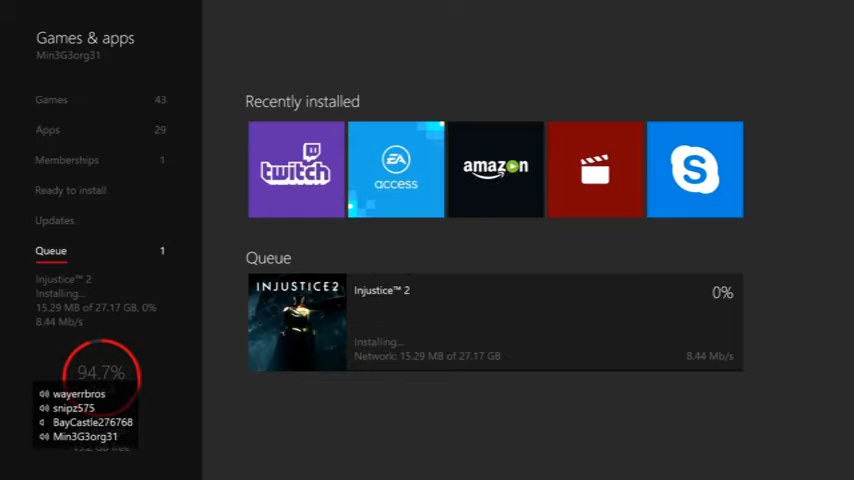 Games & apps
Min3G3org31
Games 43
Apps 29
Memberships 1
Ready to install
Updates
Queue 1
Injustice™ 2
Installing...
15.29 MB of 27.17 GB, 0%
8.44 Mb/s
94.7%
wayerrbros
snipz575
BayCastle276768
Min3G3org31
Recently installed
twitch
EA
access
amazon
S
Queue
INJUSTICE 2
Injustice™ 2
0%
Installing...
Network: 15.29 MB of 27.17 GB
8.44 Mb/s